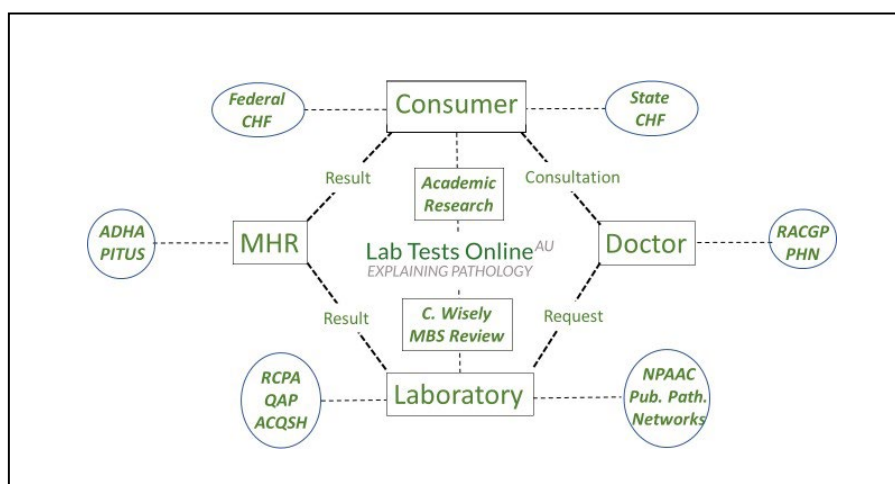 Federal
CHF
Consumer
State
CHF
Result
Academic
Research
Consultation
ADHA
PITUS
MHR
Lab Tests Online AU
EXPLAINING PATHOLOGY
Doctor
RACGP
PHN
Result
C. Wisely
MBS Review
Request
RCPA
QAP
ACQSH
Laboratory
NPAAC
Pub. Path.
Networks